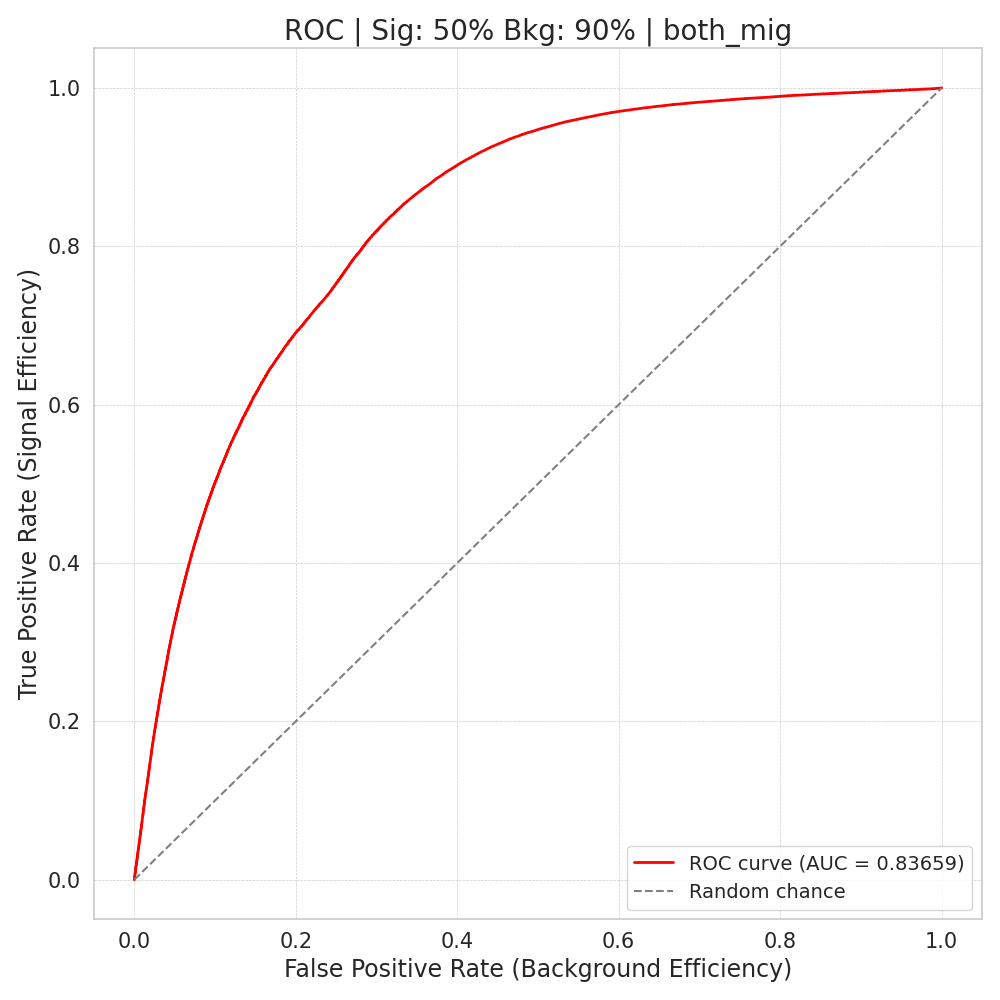 ROC | Sig: 50% Bkg: 90% | both_mig
True Positive Rate (Signal Efficiency)
1.0
0.8
0.6
0.4
0.2
0.0
ROC curve (AUC = 0.83659)
Random chance
0.0 0.2 0.4 0.6 0.8 1.0
False Positive Rate (Background Efficiency)